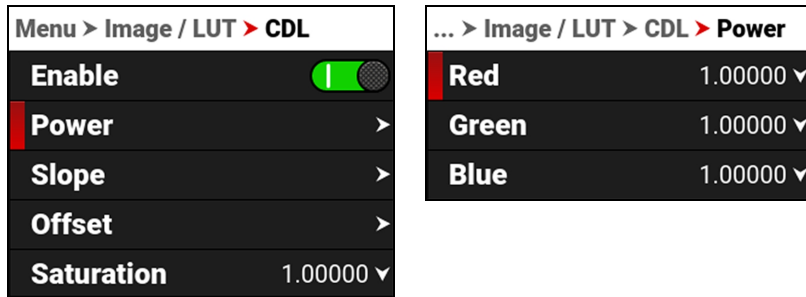 Menu > Image / LUT > CDL
Enable
Power >
Slope >
Offset >
Saturation 1.00000
... > Image / LUT > CDL > Power
Red 1.00000
Green 1.00000
Blue 1.00000